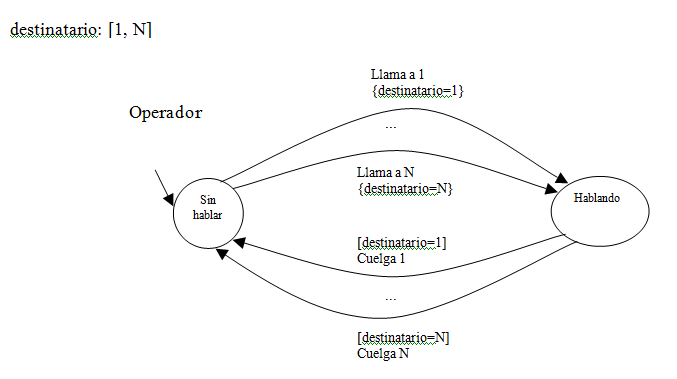 destinatario: [1, N]
Operador
Llama a 1
{destinatario=1}
...
Llama a N
{destinatario=N}
Sin
hablar
Hablando
[destinatario=1]
Cuelga 1
...
[destinatario=N]
Cuelga N